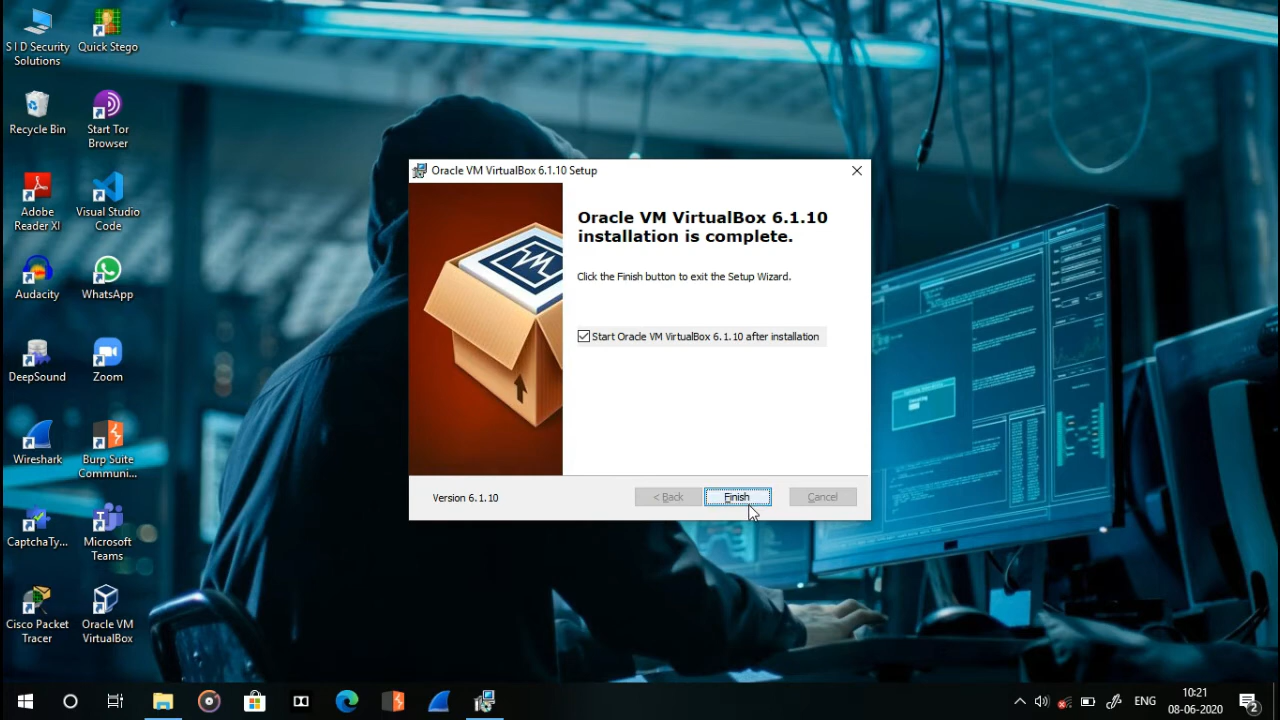 S I D Security
Solutions
Quick Stego
Recycle Bin
Start Tor
Browser
Adobe
Reader XI
Visual Studio
Code
Audacity
WhatsApp
DeepSound
Zoom
Wireshark
Burp Suite
Communi...
CaptchaTy...
Microsoft
Teams
Cisco Packet
Tracer
Oracle VM
VirtualBox
Oracle VM VirtualBox 6.1.10 Setup
Oracle VM VirtualBox 6.1.10
installation is complete.
Click the Finish button to exit the Setup Wizard.
Start Oracle VM VirtualBox 6.1.10 after installation
Version 6.1.10
< Back
Finish
Cancel
ENG
10:21
08-06-2020
2